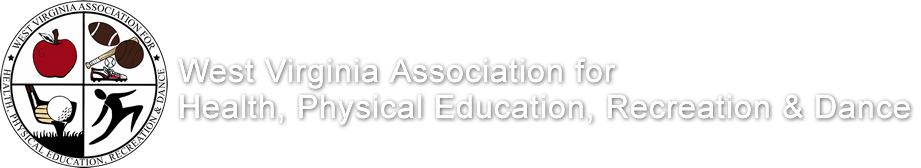 WEST VIRGINIA ASSOCIATION FOR
HEALTH, PHYSICAL EDUCATION, RECREATION & DANCE
West Virginia Association for
Health, Physical Education, Recreation & Dance